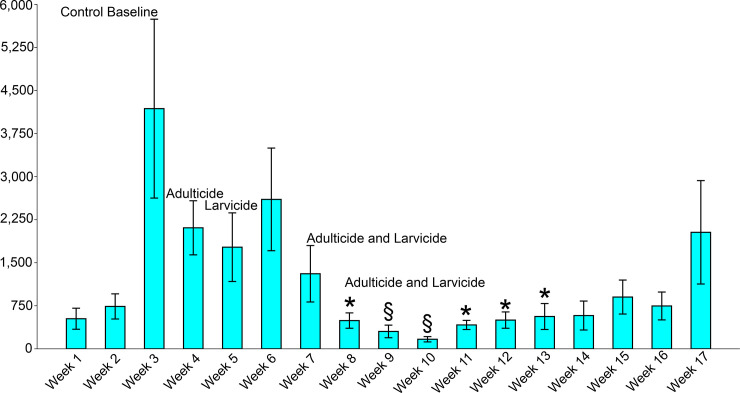 6,000
Control Baseline
5,250
4,500
3,750
3,000
Adulticide
Larvicide
2,250
Adulticide and Larvicide
1,500
Adulticide and Larvicide
750
* § § * * *
0
Week 1 Week 2 Week 3 Week 4 Week 5 Week 6 Week 7 Week 8 Week 9 Week 10 Week 11 Week 12 Week 13 Week 14 Week 15 Week 16 Week 17